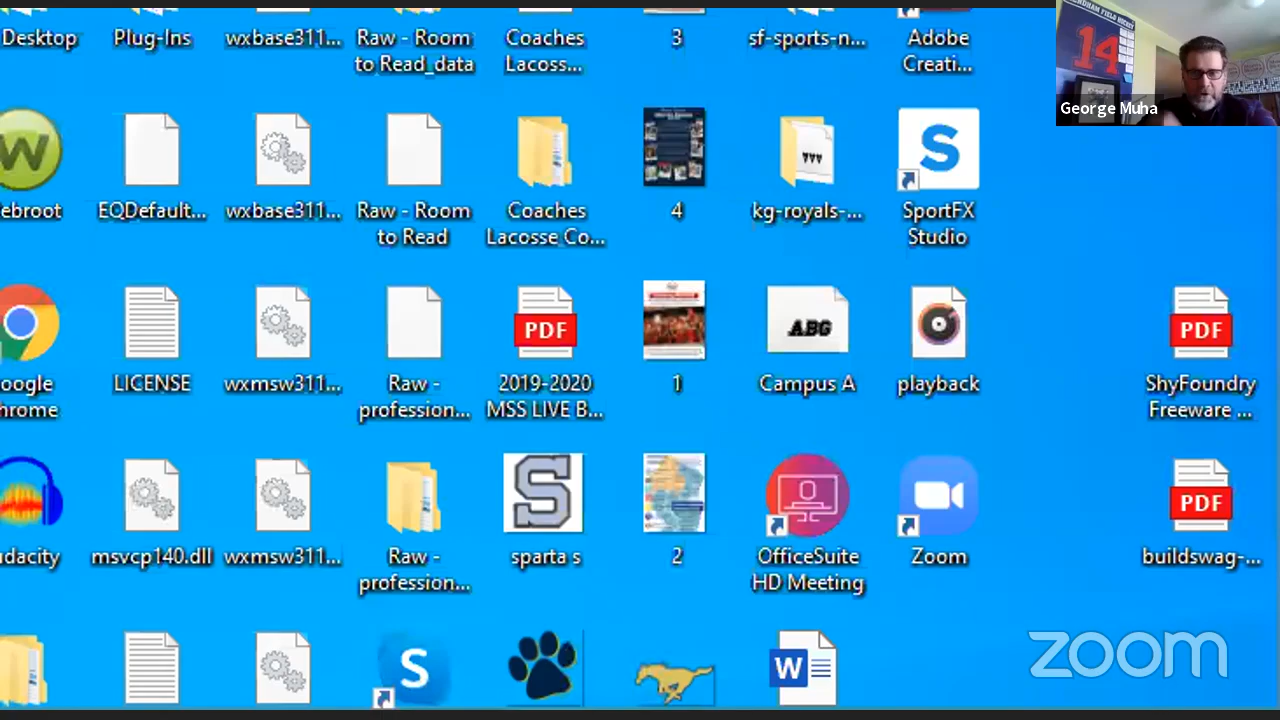 Desktop
Plug-Ins
wxbase311...
Raw - Room
to Read_data
Coaches
Lacoss...
3
sf-sports-n...
Adobe
Creati...
14
George Muha
W
ebroot
EQDefault...
wxbase311...
Raw - Room
to Read
Coaches
Lacosse Co...
4
kg-royals-...
S
SportFX
Studio
oogle
hrome
LICENSE
wxmsw311...
Raw -
profession...
PDF
2019-2020
MSS LIVE B...
1
ABG
Campus A
playback
PDF
ShyFoundry
Freeware ...
udacity
msvcp140.dll
wxmsw311...
Raw -
profession...
S
sparta s
2
OfficeSuite
HD Meeting
Zoom
PDF
buildswag-...
S
W
zoom